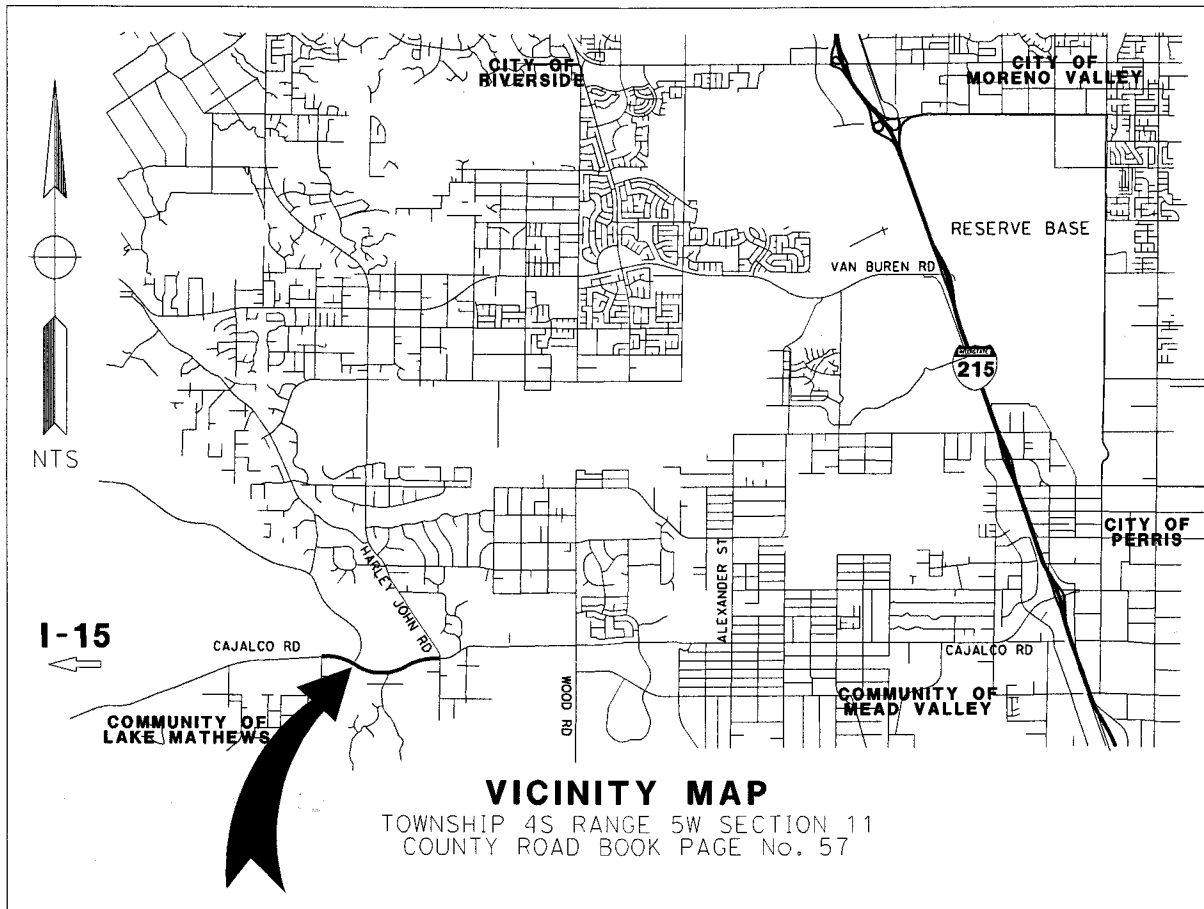 CITY OF
RIVERSIDE
CITY OF
MORENO VALLEY
RESERVE BASE
VAN BUREN RD
215
NTS
CITY OF
PERRIS
ALEXANDER ST
HARLEY JOHN RD
I-15
CAJALCO RD
CAJALCO RD
WOOD RD
COMMUNITY OF
MEAD VALLEY
COMMUNITY OF
LAKE MATHEWS
VICINITY MAP
TOWNSHIP 4S RANGE 5W SECTION 11
COUNTY ROAD BOOK PAGE No. 57